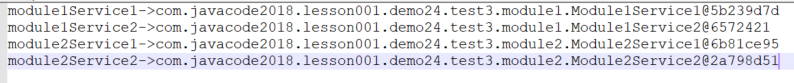 module1Service1->com.javacode2018.lesson001.demo24.test3.module1.Module1Service1@5b239d7d
module1Service2->com.javacode2018.lesson001.demo24.test3.module1.Module1Service2@6572421
module2Service1->com.javacode2018.lesson001.demo24.test3.module2.Module2Service1@6b81ce95
module2Service2->com.javacode2018.lesson001.demo24.test3.module2.Module2Service2@2a798d51